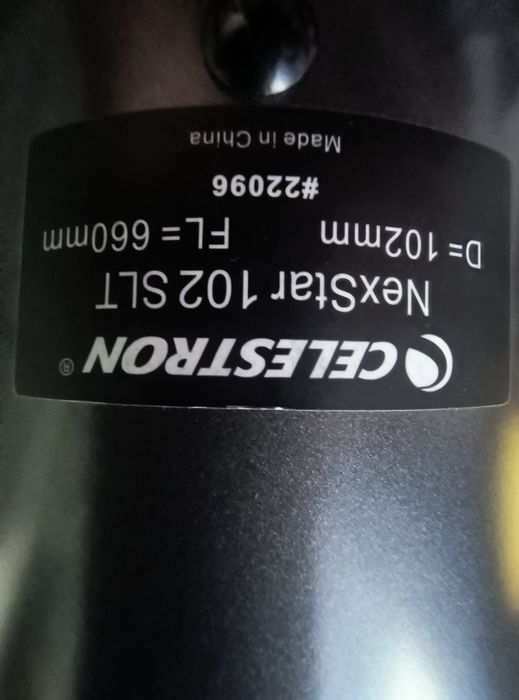 CELESTRON®
NexStar 102 SLT
D= 102mm FL= 660mm
#22096
Made in China